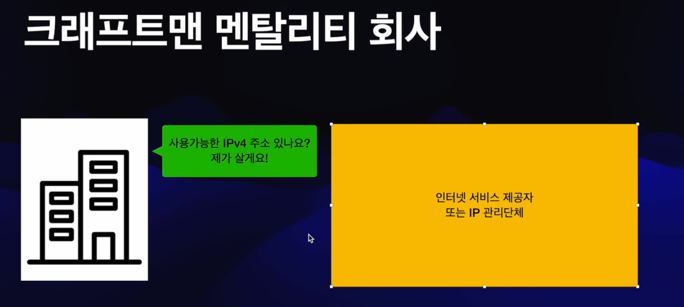 크래프트맨 멘탈리티 회사
사용가능한 IPv4 주소 있나요?
제가 살게요!
인터넷 서비스 제공자
또는 IP 관리단체